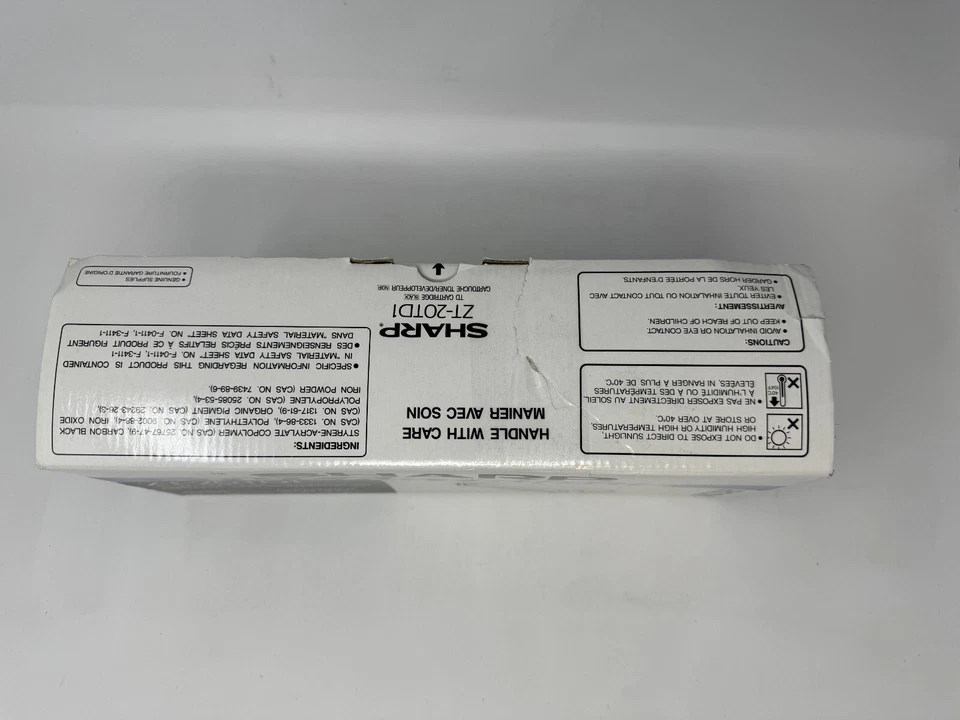 CAUTIONS:
• AVOID INHALATION OR EYE CONTACT.
• KEEP OUT OF REACH OF CHILDREN.
AVERTISSEMENT:
• EVITER TOUTE INHALATION OU TOUT CONTACT AVEC
LES YEUX.
• GARDER HORS DE LA PORTÉE D'ENFANTS.
• DO NOT EXPOSE TO DIRECT SUNLIGHT,
HIGH HUMIDITY OR HIGH TEMPERATURES,
OR STORE AT OVER 40°C.
• NE PAS EXPOSER DIRECTEMENT AU SOLEIL,
À L'HUMIDITÉ OU À DES TEMPÉRATURES
ÉLEVÉES, NI RANGER À PLUS DE 40°C.
HANDLE WITH CARE
MANIER AVEC SOIN
SHARP
ZT-20TD1
TD CARTRIDGE (BLACK)
CARTOUCHE TONER/DEVELOPPEUR (NOIR)
INGREDIENTS:
STYRENE-ACRYLATE COPOLYMER (CAS NO. 25767-47-9), CARBON BLACK
(CAS NO. 1333-86-4), POLYETHYLENE (CAS NO. 9002-88-4), IRON OXIDE
(CAS NO. 1317-61-9), ORGANIC PIGMENT (CAS NO. 29243-26-3),
POLYPROPYLENE (CAS NO. 25085-53-4)
IRON POWDER (CAS NO. 7439-89-6)
• SPECIFIC INFORMATION REGARDING THIS PRODUCT IS CONTAINED
IN "MATERIAL SAFETY DATA SHEET" NO. F-0411-1, F-3411-1
• DES RENSEIGNEMENTS PRÉCIS RELATIFS À CE PRODUIT FIGURENT
DANS "MATERIAL SAFETY DATA SHEET" NO. F-0411-1, F-3411-1
• GENUINE SUPPLIES
• FOURNITURE GARANTIE D'ORIGINE